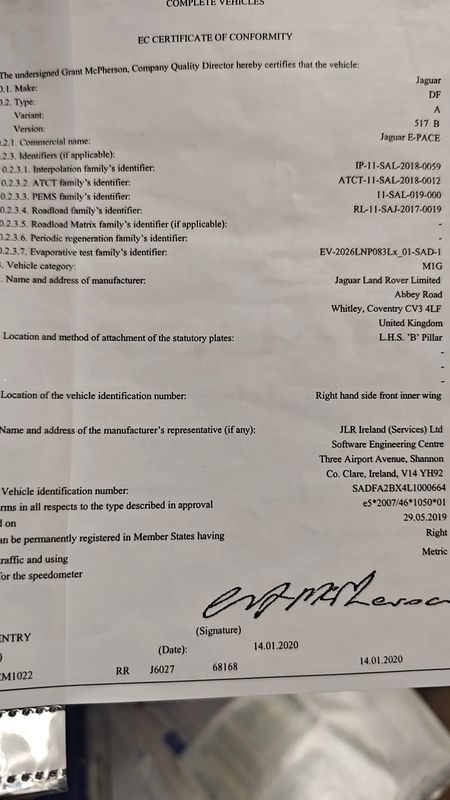 COMPLETE VEHICLES
EC CERTIFICATE OF CONFORMITY
The undersigned Grant McPherson, Company Quality Director hereby certifies that the vehicle:
0.1. Make: Jaguar
0.2. Type: DF
Variant: A
Version: 517 B
.2.1. Commercial name: Jaguar E-PACE
.2.3. Identifiers (if applicable):
0.2.3.1. Interpolation family's identifier: IP-11-SAL-2018-0059
0.2.3.2. ATCT family's identifier: ATCT-11-SAL-2018-0012
0.2.3.3. PEMS family's identifier: 11-SAL-019-000
0.2.3.4. Roadload family's identifier: RL-11-SAJ-2017-0019
0.2.3.5. Roadload Matrix family's identifier (if applicable): -
0.2.3.6. Periodic regeneration family's identifier: -
0.2.3.7. Evaporative test family's identifier: EV-2026LNP083Lx_01-SAD-1
. Vehicle category: M1G
. Name and address of manufacturer: Jaguar Land Rover Limited
Abbey Road
Whitley, Coventry CV3 4LF
United Kingdom
Location and method of attachment of the statutory plates: L.H.S. 'B' Pillar
-
-
-
Location of the vehicle identification number: Right hand side front inner wing
Name and address of the manufacturer's representative (if any): JLR Ireland (Services) Ltd
Software Engineering Centre
Three Airport Avenue, Shannon
Co. Clare, Ireland, V14 YH92
Vehicle identification number: SADFA2BX4L1000664
rms in all respects to the type described in approval e5*2007/46*1050*01
d on 29.05.2019
an be permanently registered in Member States having Right
traffic and using Metric
for the speedometer
(Signature)
ENTRY
(Date): 14.01.2020
)
EM1022 RR J6027 68168 14.01.2020